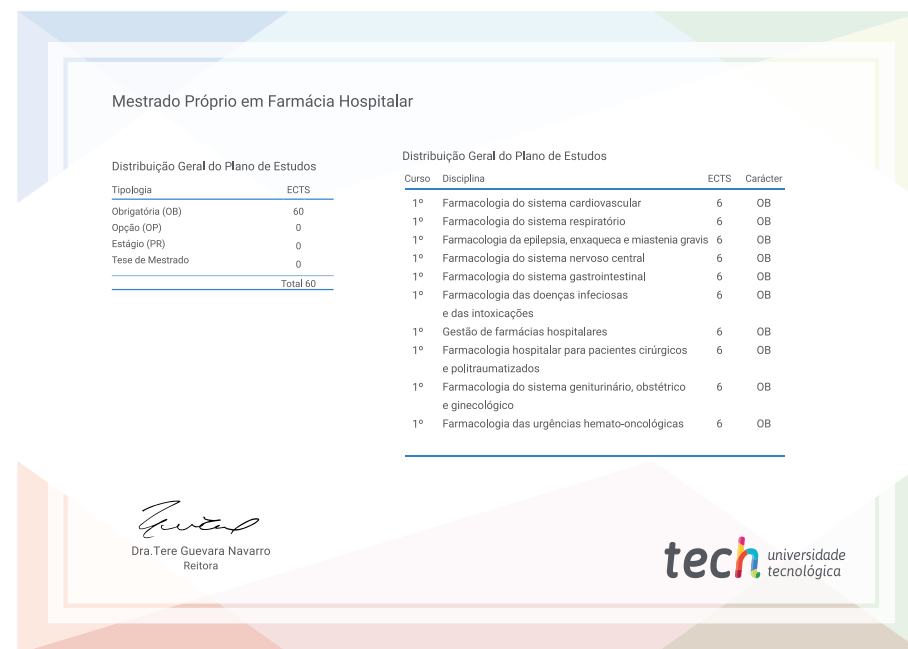 Mestrado Próprio em Farmácia Hospitalar
Distribuição Geral do Plano de Estudos
Tipologia ECTS
Obrigatória (OB) 60
Opção (OP) 0
Estágio (PR) 0
Tese de Mestrado 0
Total 60
Distribuição Geral do Plano de Estudos
Curso Disciplina ECTS Carácter
1º Farmacologia do sistema cardiovascular 6 OB
1º Farmacologia do sistema respiratório 6 OB
1º Farmacologia da epilepsia, enxaqueca e miastenia gravis 6 OB
1º Farmacologia do sistema nervoso central 6 OB
1º Farmacologia do sistema gastrointestinal 6 OB
1º Farmacologia das doenças infeciosas 6 OB
e das intoxicações
1º Gestão de farmácias hospitalares 6 OB
1º Farmacologia hospitalar para pacientes cirúrgicos 6 OB
e politraumatizados
1º Farmacologia do sistema geniturinário, obstétrico 6 OB
e ginecológico
1º Farmacologia das urgências hemato-oncológicas 6 OB
Dra.Tere Guevara Navarro
Reitora
tech universidade
tecnológica